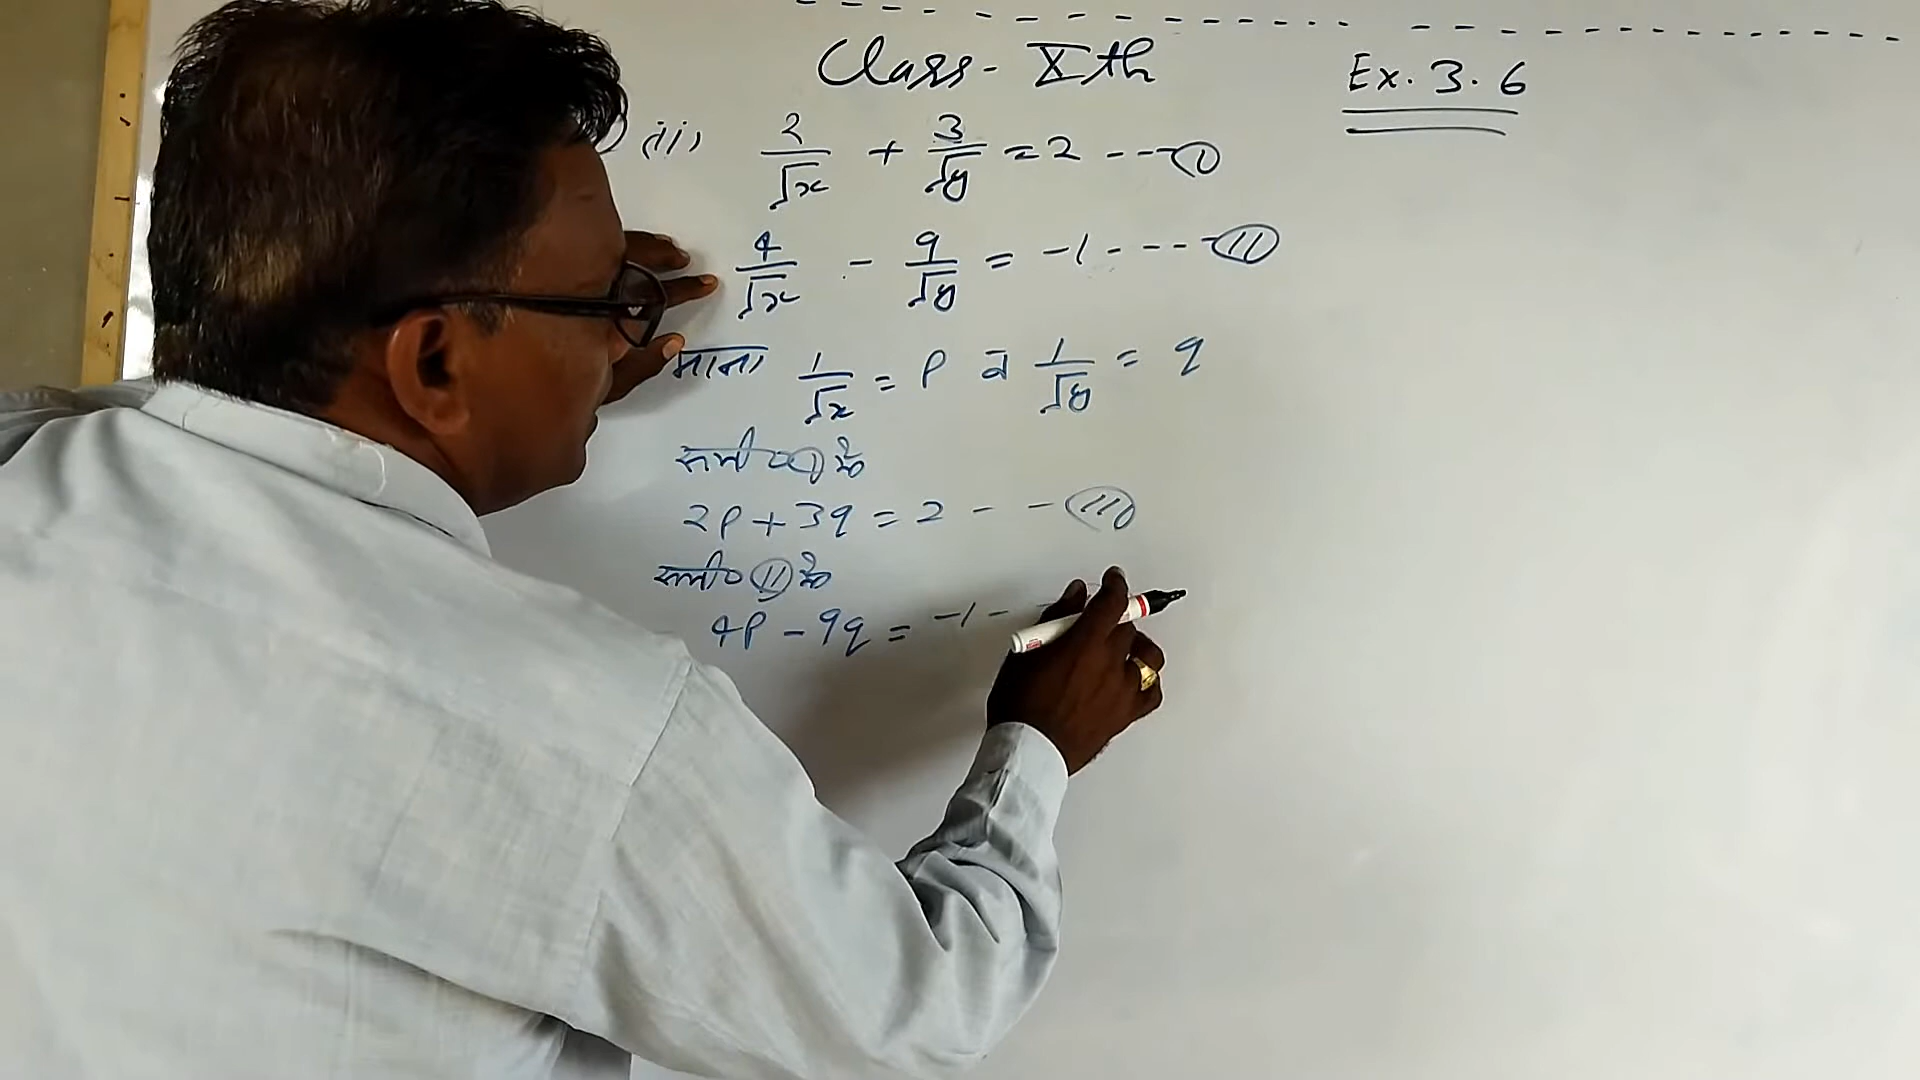 Class - Xth
Ex. 3. 6
(ii) 2/√x + 3/√y = 2 --- (I)
4/√x - 9/√y = -1 ---- (II)
माना 1/√x = p व 1/√y = q
समी० (I) से
2p + 3q = 2 - - (III)
समी० (II) से
4p - 9q = -1 - -